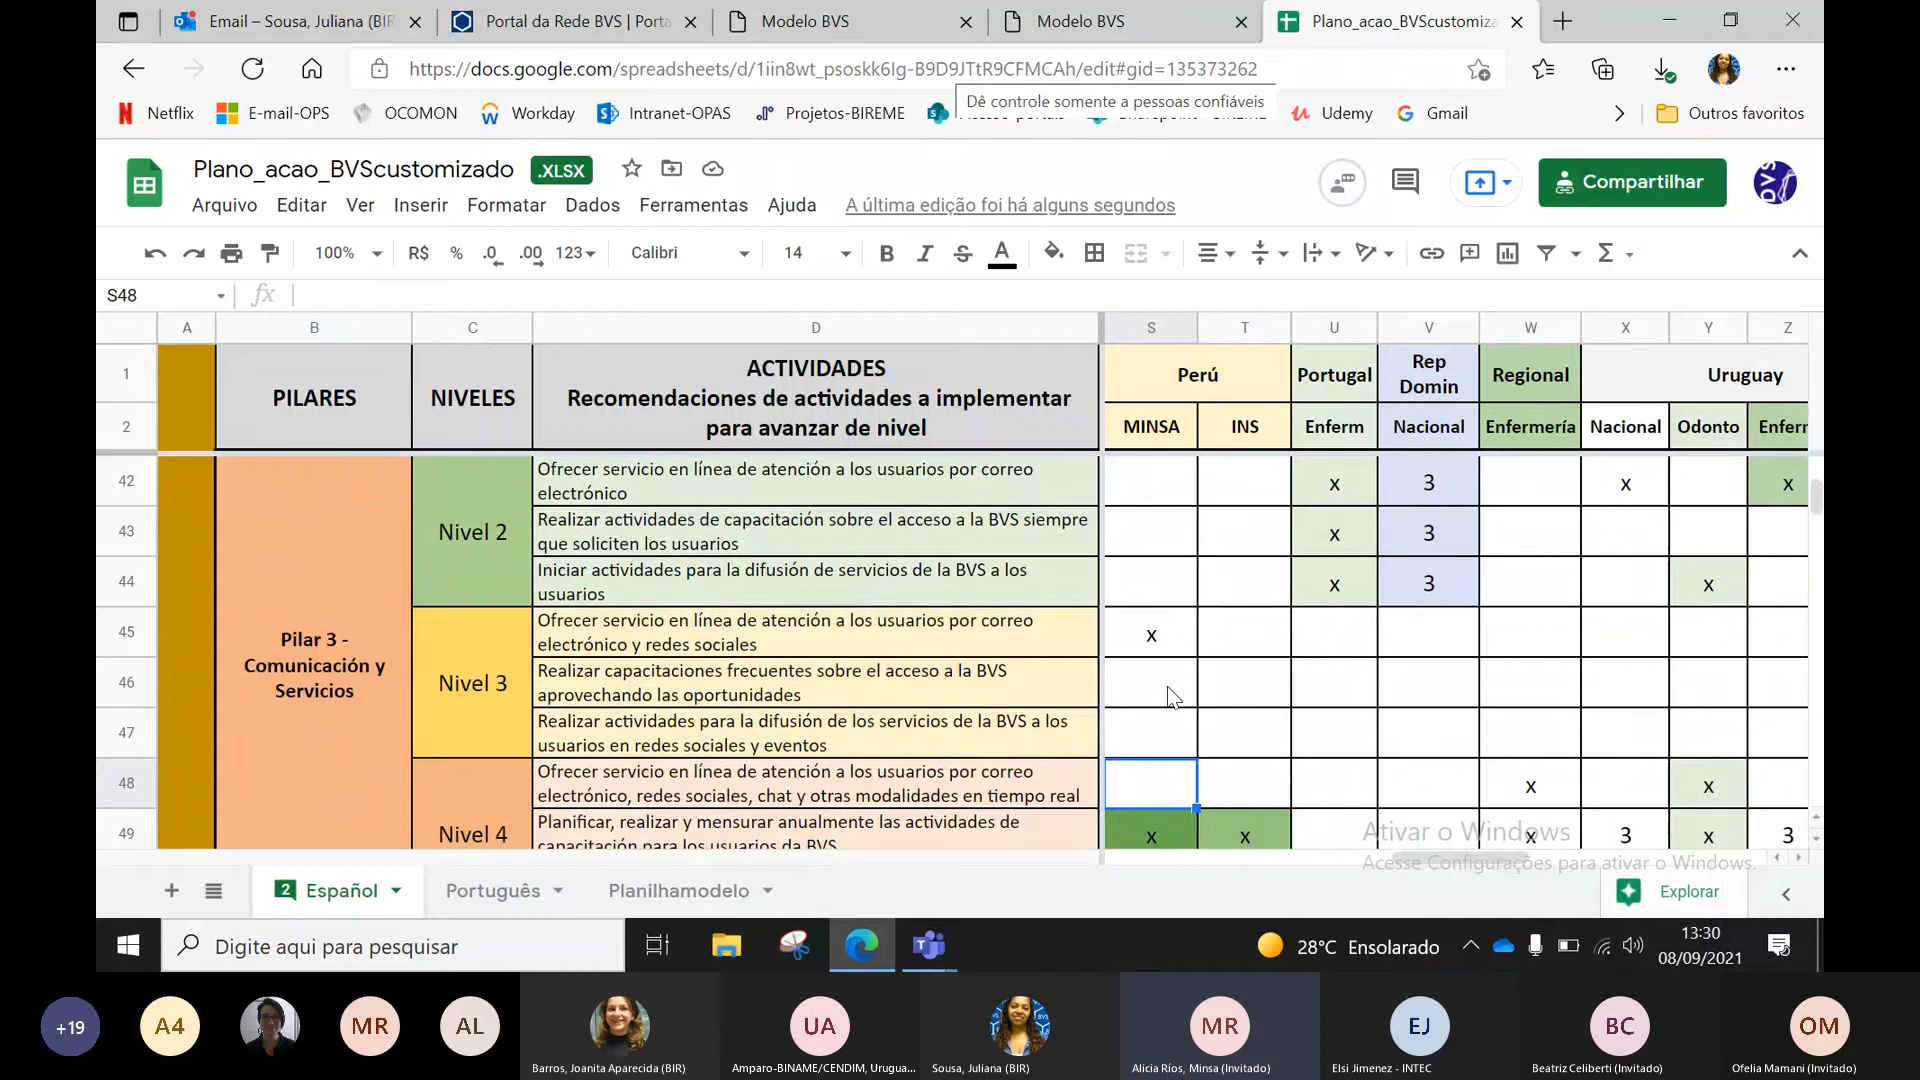 Email – Sousa, Juliana (BIR
Portal da Rede BVS | Porta
Modelo BVS
Modelo BVS
Plano_acao_BVScustomiza
https://docs.google.com/spreadsheets/d/1iin8wt_psoskk6Ig-B9D9JTtR9CFMCAh/edit#gid=135373262
Dê controle somente a pessoas confiáveis
Netflix
E-mail-OPS
OCOMON
Workday
Intranet-OPAS
Projetos-BIREME
Udemy
Gmail
Outros favoritos
Plano_acao_BVScustomizado .XLSX
Compartilhar
Arquivo Editar Ver Inserir Formatar Dados Ferramentas Ajuda A última edição foi há alguns segundos
100% R$ % .0 .00 123 Calibri 14 B I S A
S48 fx
A B C D S T U V W X Y Z
1 PILARES NIVELES ACTIVIDADES
Recomendaciones de actividades a implementar
para avanzar de nivel
Perú Portugal Rep Domin Regional Uruguay
2 MINSA INS Enferm Nacional Enfermería Nacional Odonto Enferr
Pilar 3 -
Comunicación y
Servicios
Nivel 2
42 Ofrecer servicio en línea de atención a los usuarios por correo
electrónico x 3 x x
43 Realizar actividades de capacitación sobre el acceso a la BVS siempre
que soliciten los usuarios x 3
44 Iniciar actividades para la difusión de servicios de la BVS a los
usuarios x 3 x
Nivel 3
45 Ofrecer servicio en línea de atención a los usuarios por correo
electrónico y redes sociales x
46 Realizar capacitaciones frecuentes sobre el acceso a la BVS
aprovechando las oportunidades
47 Realizar actividades para la difusión de los servicios de la BVS a los
usuarios en redes sociales y eventos
Nivel 4
48 Ofrecer servicio en línea de atención a los usuarios por correo
electrónico, redes sociales, chat y otras modalidades en tiempo real x x
49 Planificar, realizar y mensurar anualmente las actividades de
capacitación para los usuarios da BVS x x x 3 x 3
Ativar o Windows
Acesse Configurações para ativar o Windows.
2 Español Português Planilhamodelo
Explorar
Digite aqui para pesquisar
28°C Ensolarado
13:30
08/09/2021
+19 A4 MR AL UA MR EJ BC OM
Barros, Joanita Aparecida (BIR)
Amparo-BINAME/CENDIM, Urugua...
Sousa, Juliana (BIR)
Alicia Ríos, Minsa (Invitado)
Elsi Jimenez - INTEC
Beatriz Celiberti (Invitado)
Ofelia Mamani (Invitado)